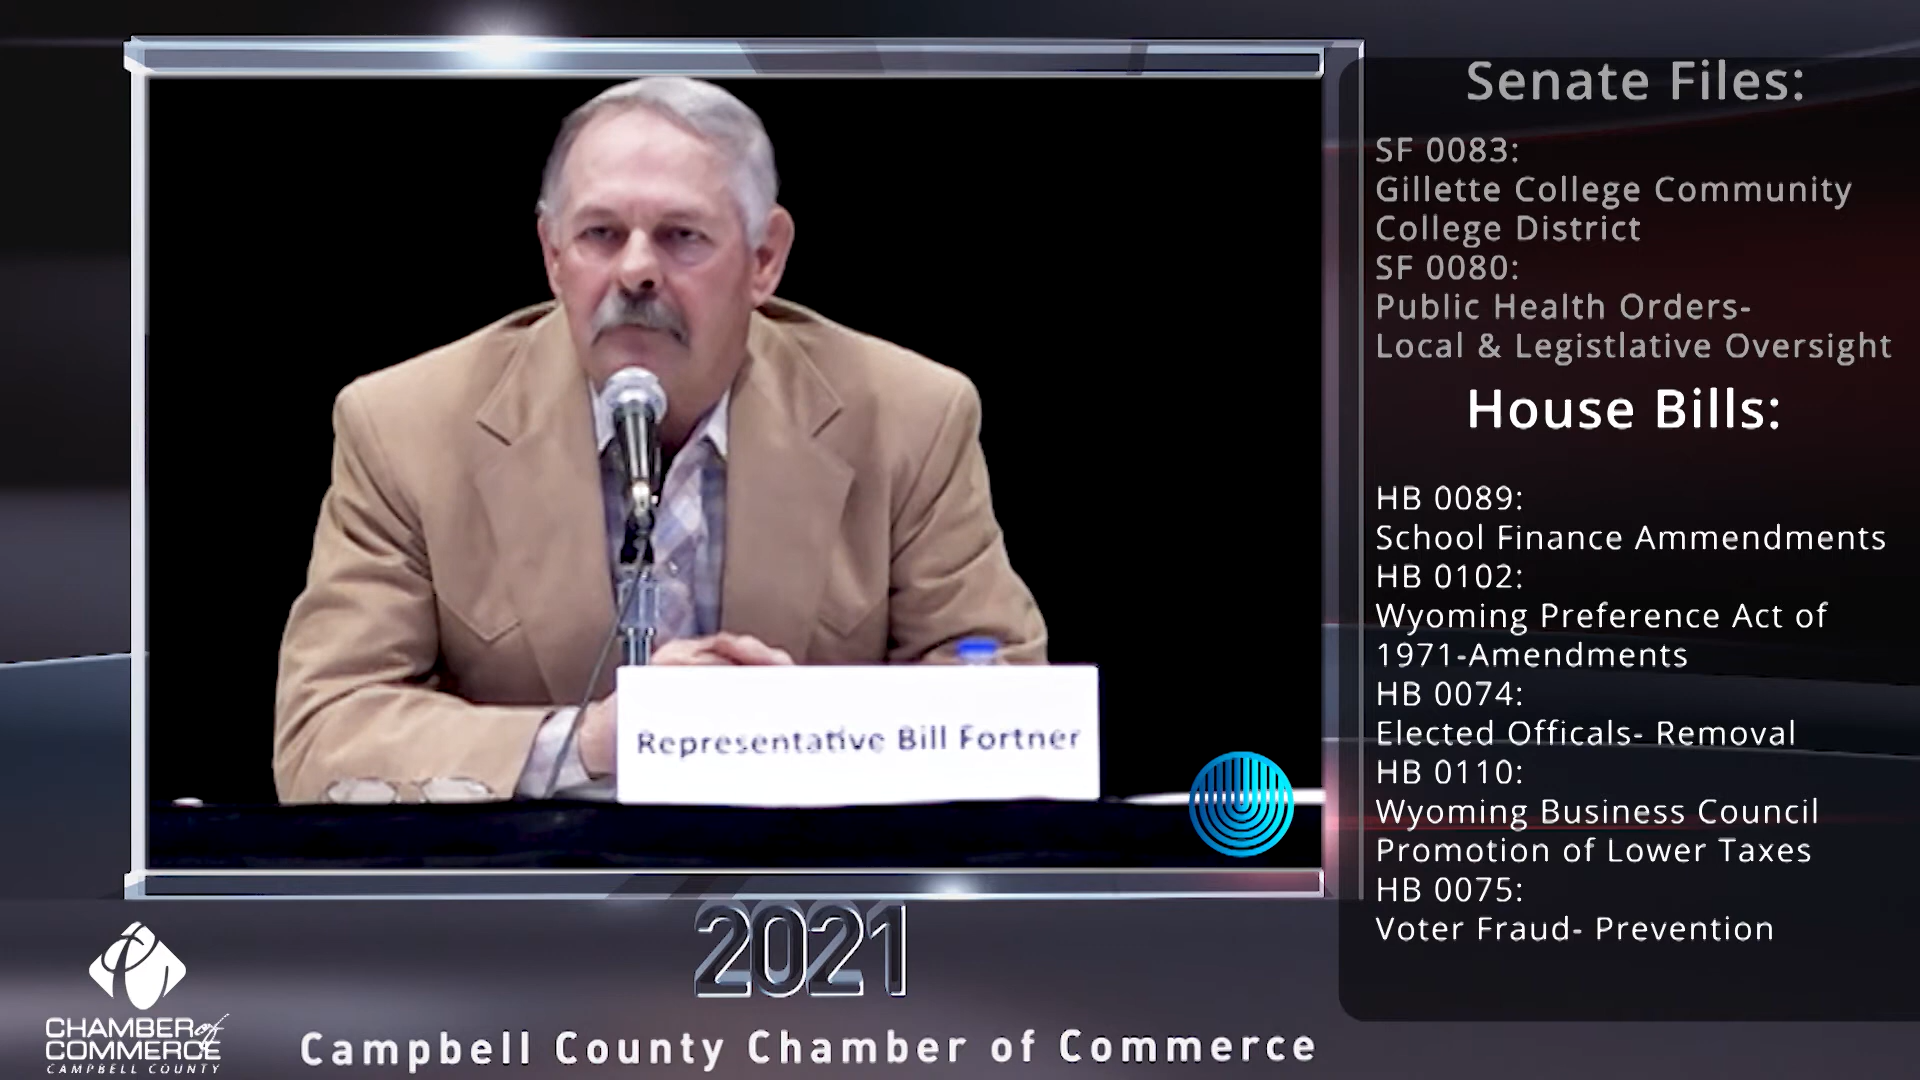 Senate Files:
SF 0083:
Gillette College Community
College District
SF 0080:
Public Health Orders-
Local & Legistlative Oversight
House Bills:
HB 0089:
School Finance Ammendments
HB 0102:
Wyoming Preference Act of
1971-Amendments
HB 0074:
Elected Officals- Removal
HB 0110:
Wyoming Business Council
Promotion of Lower Taxes
HB 0075:
Voter Fraud- Prevention
Representative Bill Fortner
2021
Campbell County Chamber of Commerce
CHAMBER of
COMMERCE
CAMPBELL COUNTY